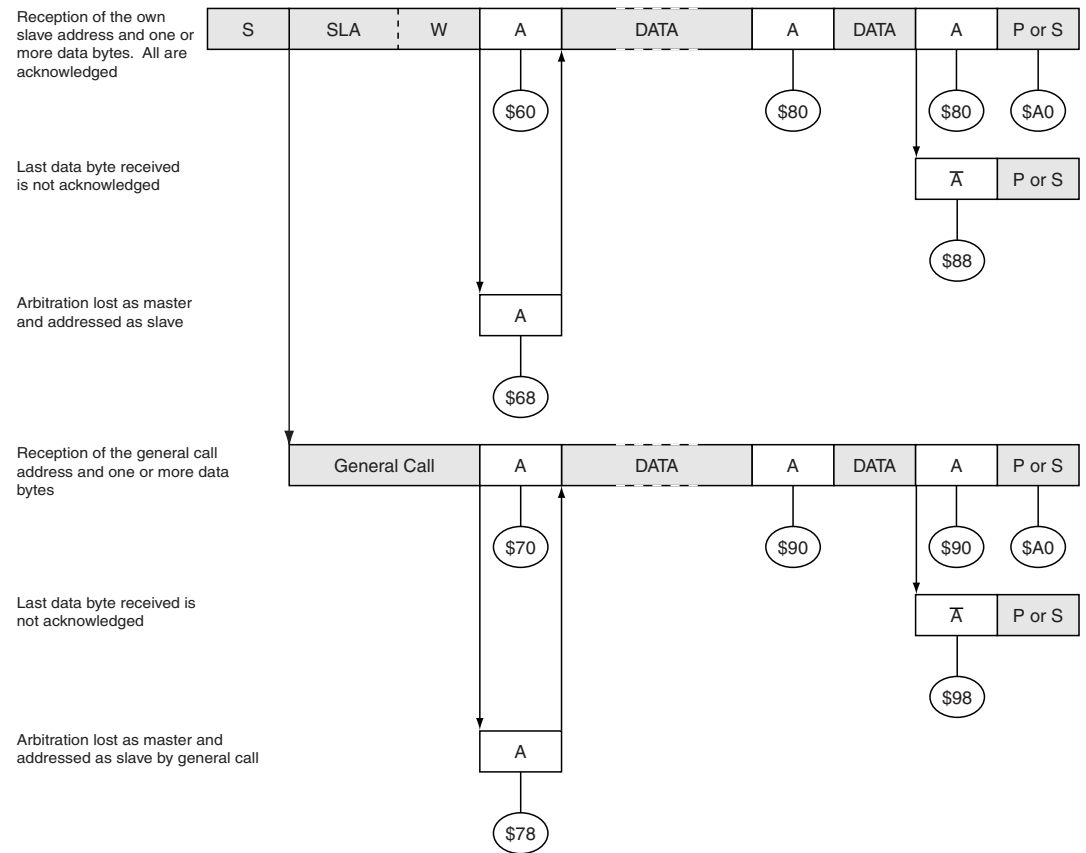 Reception of the own
slave address and one or
more data bytes. All are
acknowledged
S SLA W A DATA A DATA A P or S
$60 $80 $80 $A0
Last data byte received
is not acknowledged
A̅ P or S
$88
Arbitration lost as master
and addressed as slave
A
$68
Reception of the general call
address and one or more data
bytes
General Call A DATA A DATA A P or S
$70 $90 $90 $A0
Last data byte received is
not acknowledged
A̅ P or S
$98
Arbitration lost as master and
addressed as slave by general call
A
$78